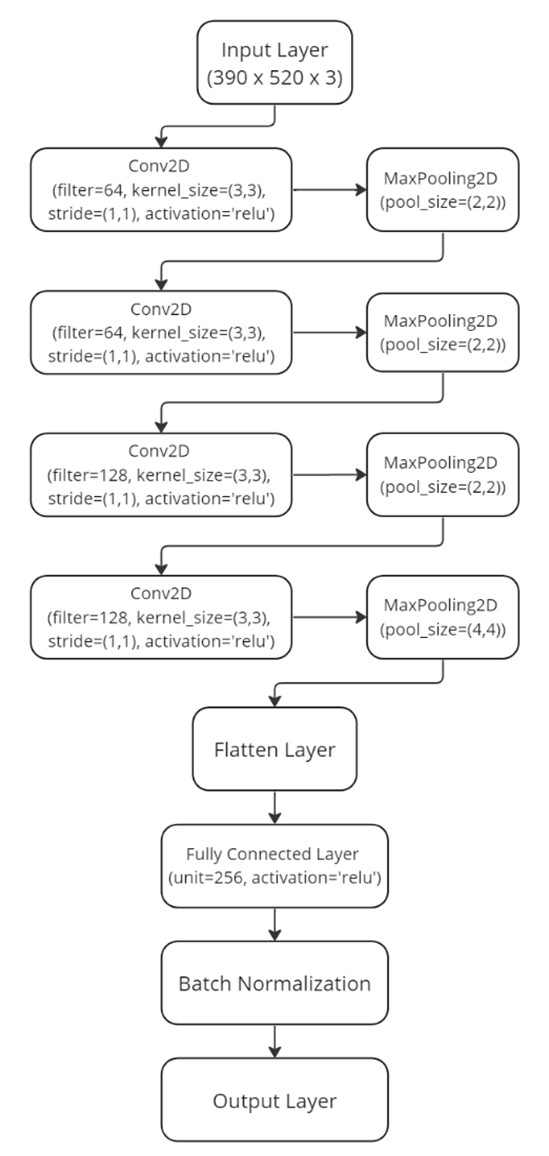 Input Layer
(390 x 520 x 3)
Conv2D
(filter=64, kernel_size=(3,3),
stride=(1,1), activation='relu')
MaxPooling2D
(pool_size=(2,2))
Conv2D
(filter=64, kernel_size=(3,3),
stride=(1,1), activation='relu')
MaxPooling2D
(pool_size=(2,2))
Conv2D
(filter=128, kernel_size=(3,3),
stride=(1,1), activation='relu')
MaxPooling2D
(pool_size=(2,2))
Conv2D
(filter=128, kernel_size=(3,3),
stride=(1,1), activation='relu')
MaxPooling2D
(pool_size=(4,4))
Flatten Layer
Fully Connected Layer
(unit=256, activation='relu')
Batch Normalization
Output Layer